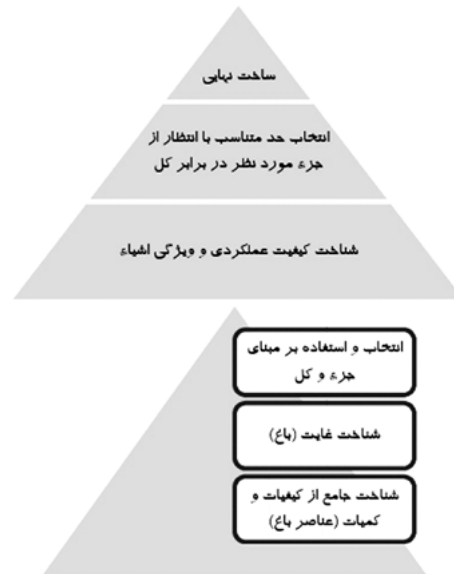 ساخت نهایی
انتخاب حد متناسب با انتظار از
جزء مورد نظر در برابر کل
شناخت کیفیت عملکردی و ویژگی اشیاء
انتخاب و استفاده بر مبنای
جزء و کل
شناخت غایت (باغ)
شناخت جامع از کیفیات و
کمیات (عناصر باغ)